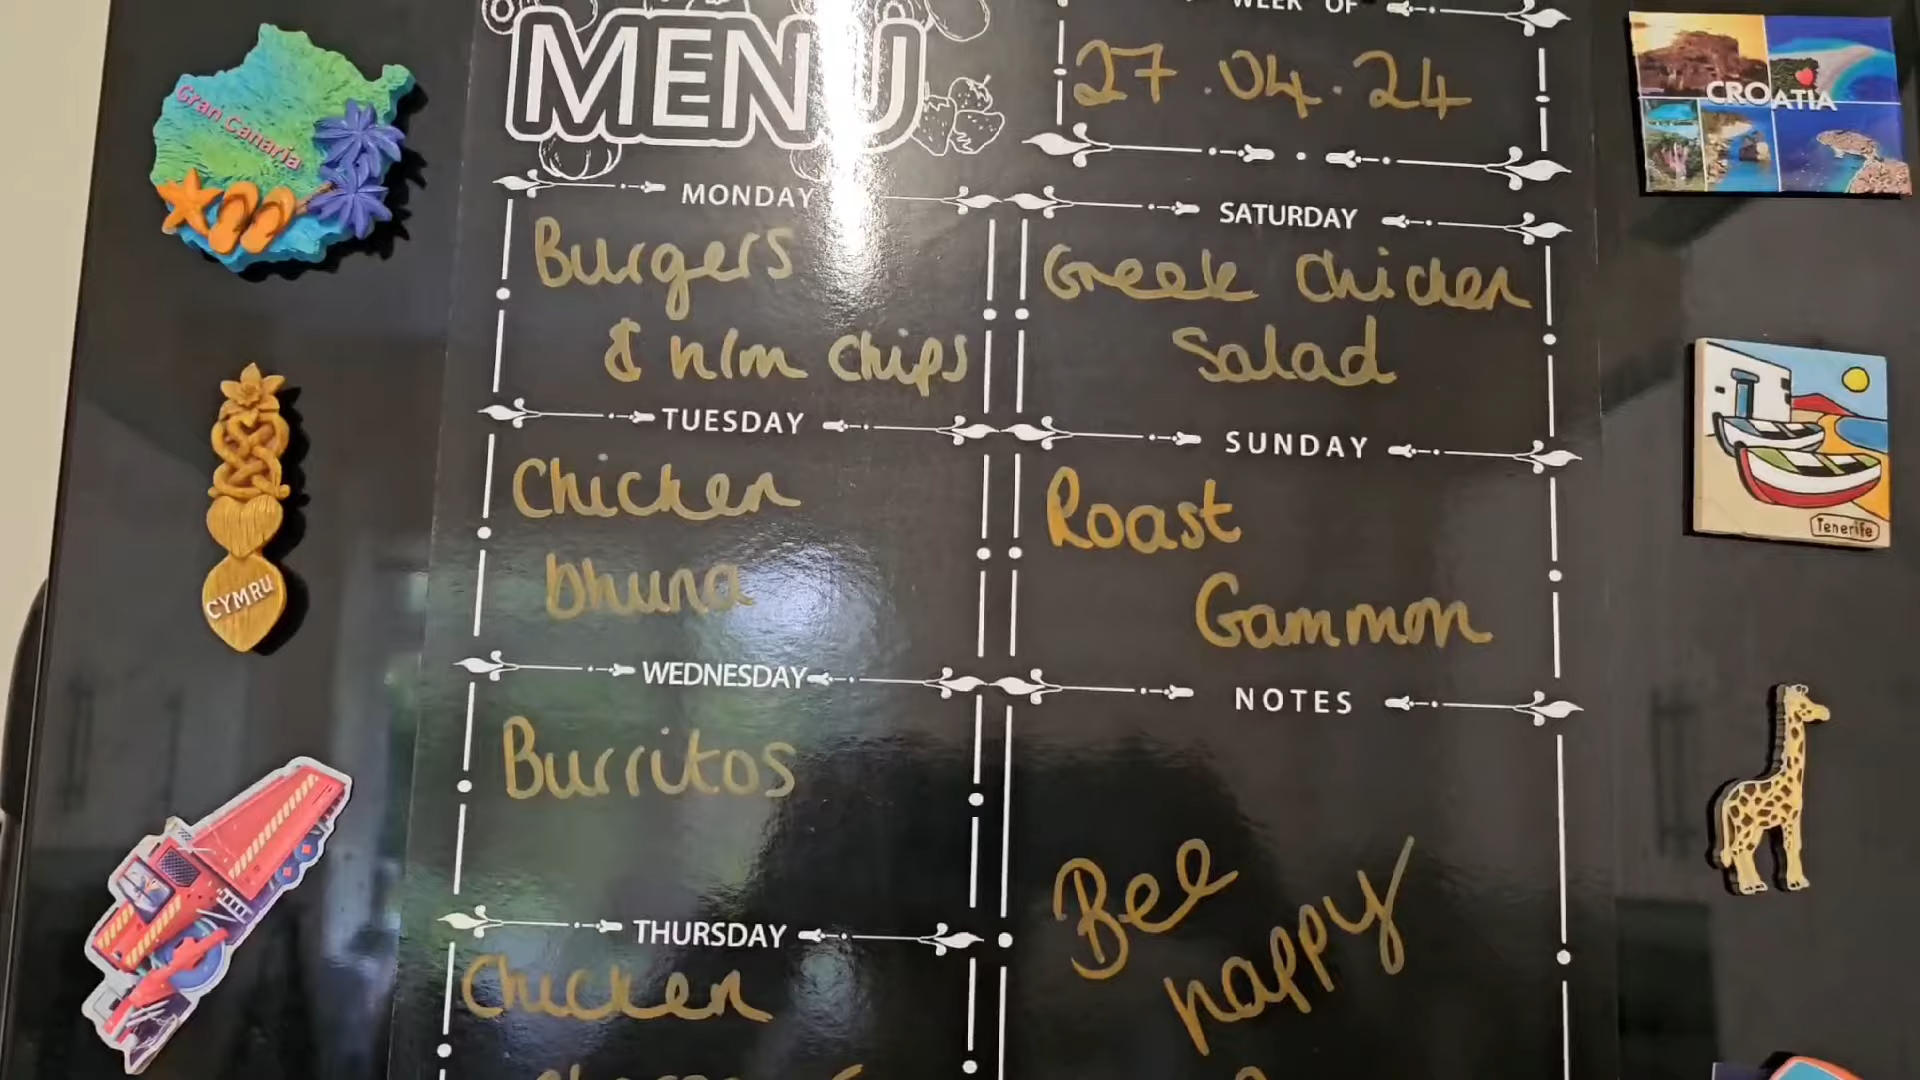 MENU
WEEK OF
27.04.24
MONDAY
Burgers
& n/m chips
TUESDAY
Chicken
bhuna
WEDNESDAY
Burritos
THURSDAY
Chicken
SATURDAY
Greek Chicken
Salad
SUNDAY
Roast
Gammon
NOTES
Bee
happy
Gran Canaria
CYMRU
CROATIA
Tenerife